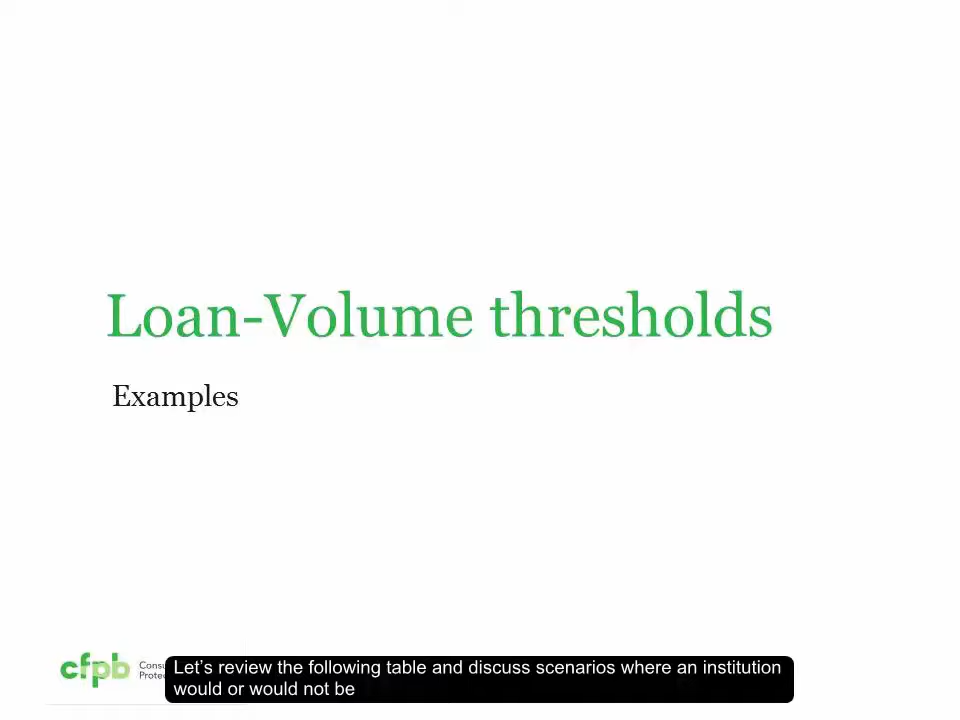 Loan-Volume thresholds
Examples
cfpb
Let's review the following table and discuss scenarios where an institution
would or would not be